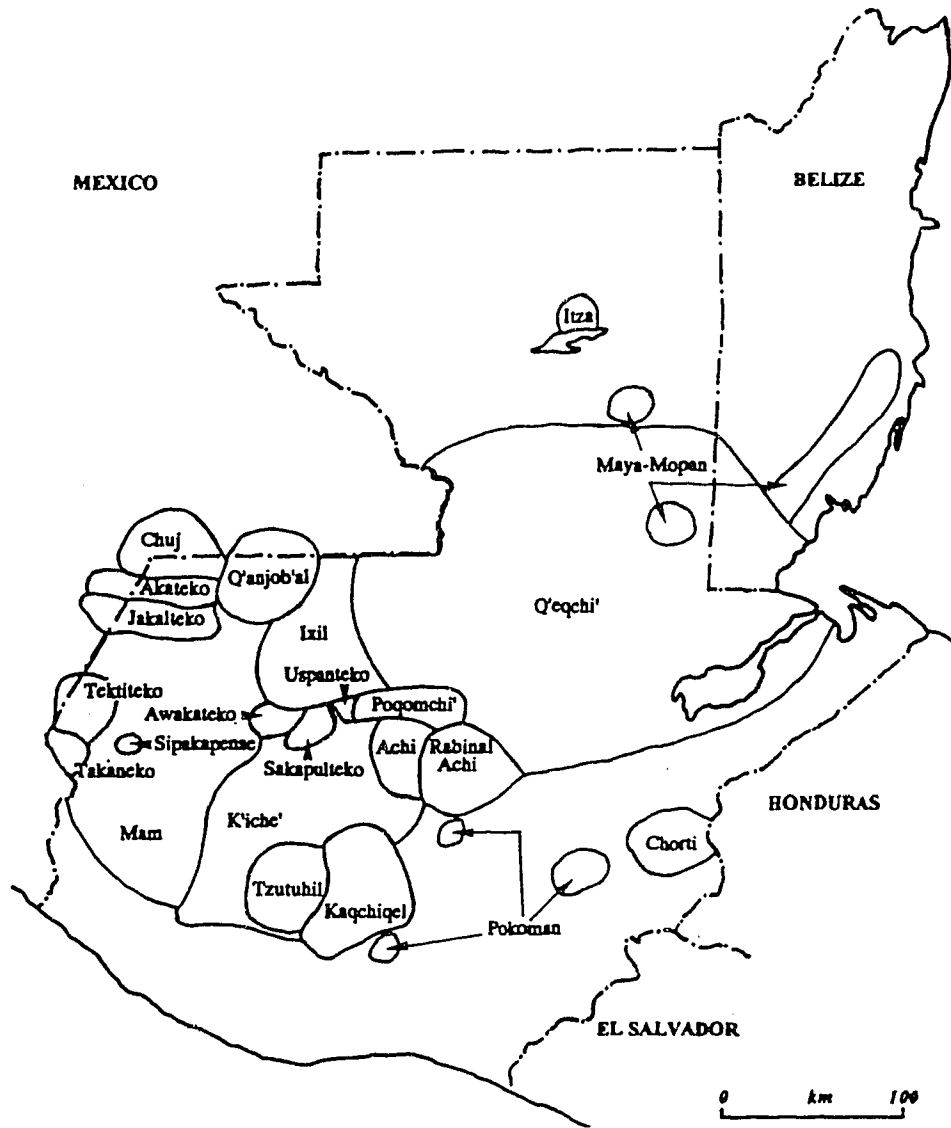 MEXICO
BELIZE
Itza
Maya-Mopan
Chuj
Q'anjob'al
Akateko
Jakalteko
Q'eqchi'
Ixil
Uspanteko
Tektiteko
Poqomchi'
Awakateko
Sipakapense
Achi
Rabinal
Achi
Takaneko
Sakapulteko
HONDURAS
Mam
K'iche'
Chorti
Tzutuhil
Kaqchiqel
Pokoman
EL SALVADOR
0 km 100